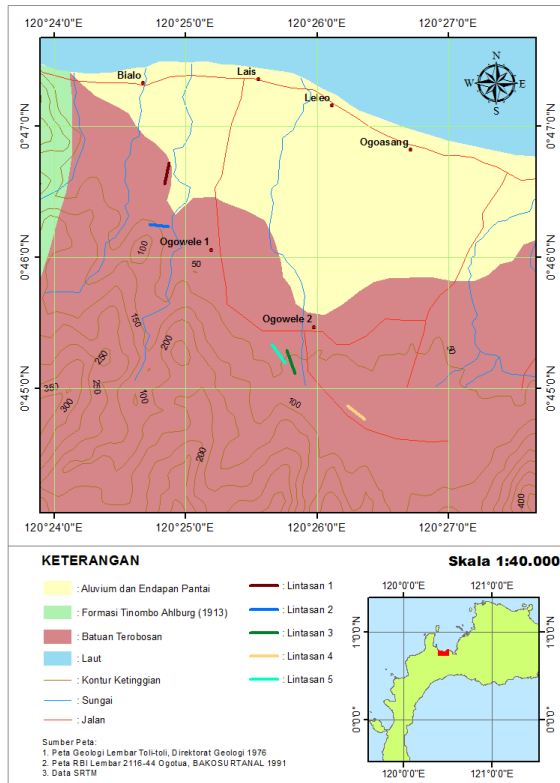 120°24'0"E 120°25'0"E 120°26'0"E 120°27'0"E
N
W E
S
Bialo
Lais
Leleo
Ogoasang
0°47'0"N 0°47'0"N
Ogowele 1
100
50
0°46'0"N 0°46'0"N
150
200
Ogowele 2
250
50
0°45'0"N 0°45'0"N
350
250
300
100
100
200
400
120°24'0"E 120°25'0"E 120°26'0"E 120°27'0"E
KETERANGAN
: Aluvium dan Endapan Pantai
: Formasi Tinombo Ahlburg (1913)
: Batuan Terobosan
: Laut
: Kontur Ketinggian
: Sungai
: Jalan
: Lintasan 1
: Lintasan 2
: Lintasan 3
: Lintasan 4
: Lintasan 5
Skala 1:40.000
120°0'0"E 121°0'0"E
1°0'0"N 1°0'0"N
0°0'0" 0°0'0"
120°0'0"E 121°0'0"E
Sumber Peta:
1. Peta Geologi Lembar Toli-toli, Direktorat Geologi 1976
2. Peta RBI Lembar 2116-44 Ogotua, BAKOSURTANAL 1991
3. Data SRTM